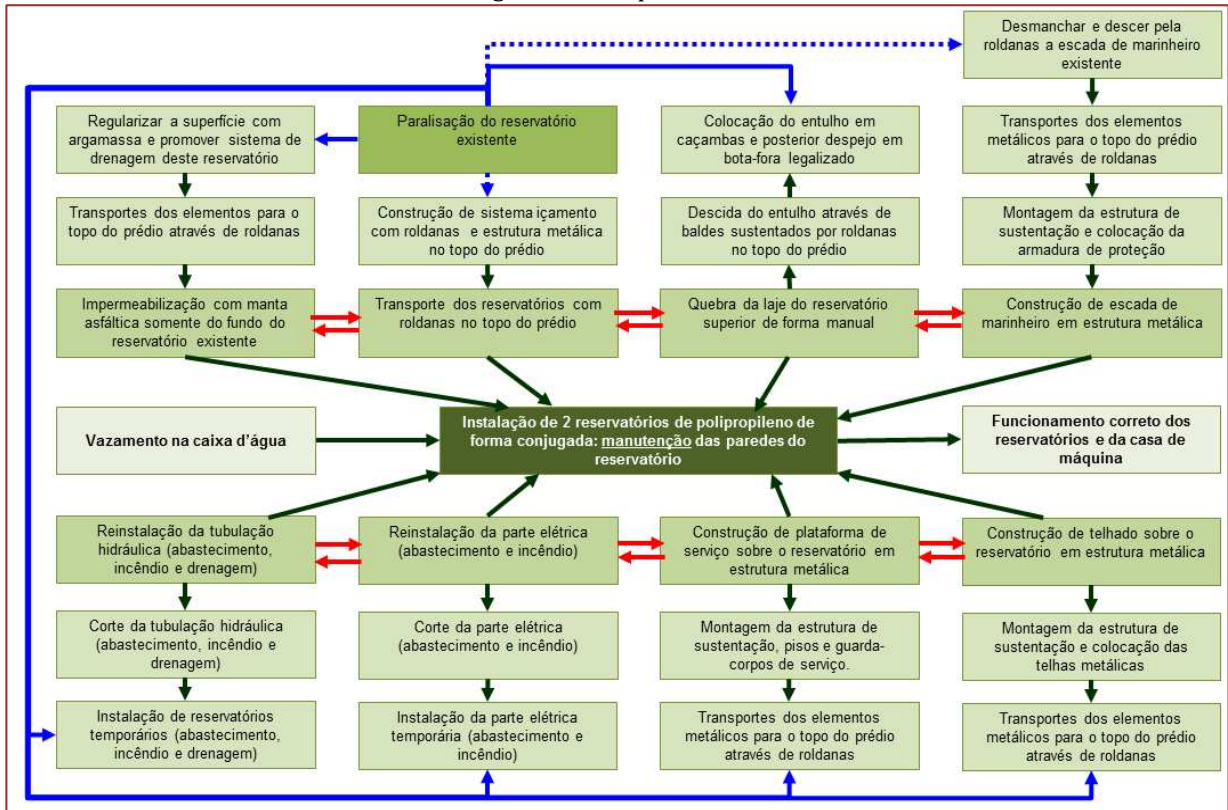 Desmanchar e descer pela
roldanas a escada de marinheiro
existente
Regularizar a superfície com
argamassa e promover sistema de
drenagem deste reservatório
Paralisação do reservatório
existente
Colocação do entulho em
caçambas e posterior despejo em
bota-fora legalizado
Transportes dos elementos
metálicos para o topo do prédio
através de roldanas
Transportes dos elementos para o
topo do prédio através de roldanas
Construção de sistema içamento
com roldanas e estrutura metálica
no topo do prédio
Descida do entulho através de
baldes sustentados por roldanas
no topo do prédio
Montagem da estrutura de
sustentação e colocação da
armadura de proteção
Impermeabilização com manta
asfáltica somente do fundo do
reservatório existente
Transporte dos reservatórios com
roldanas no topo do prédio
Quebra da laje do reservatório
superior de forma manual
Construção de escada de
marinheiro em estrutura metálica
Vazamento na caixa d'água
Instalação de 2 reservatórios de polipropileno de
forma conjugada: manutenção das paredes do
reservatório
Funcionamento correto dos
reservatórios e da casa de
máquina
Reinstalação da tubulação
hidráulica (abastecimento,
incêndio e drenagem)
Reinstalação da parte elétrica
(abastecimento e incêndio)
Construção de plataforma de
serviço sobre o reservatório em
estrutura metálica
Construção de telhado sobre o
reservatório em estrutura metálica
Corte da tubulação hidráulica
(abastecimento, incêndio e
drenagem)
Corte da parte elétrica
(abastecimento e incêndio)
Montagem da estrutura de
sustentação, pisos e guarda-
corpos de serviço.
Montagem da estrutura de
sustentação e colocação das
telhas metálicas
Instalação de reservatórios
temporários (abastecimento,
incêndio e drenagem)
Instalação da parte elétrica
temporária (abastecimento e
incêndio)
Transportes dos elementos
metálicos para o topo do prédio
através de roldanas
Transportes dos elementos
metálicos para o topo do prédio
através de roldanas